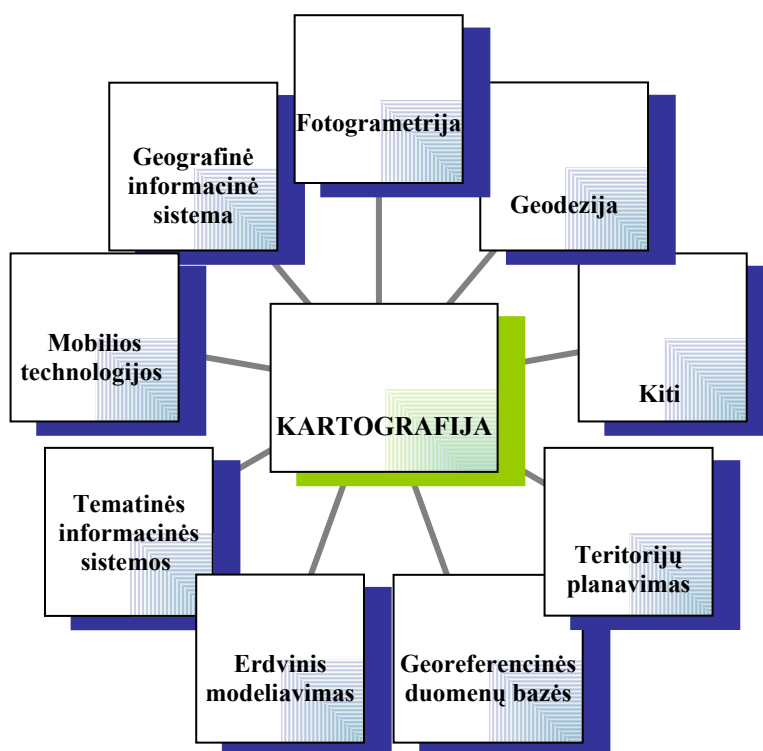 Fotogrametrija
Geodezija
Kiti
Teritorijų
planavimas
Georeferencinės
duomenų bazės
Erdvinis
modeliavimas
Tematinės
informacinės
sistemos
Mobilios
technologijos
Geografinė
informacinė
sistema
KARTOGRAFIJA